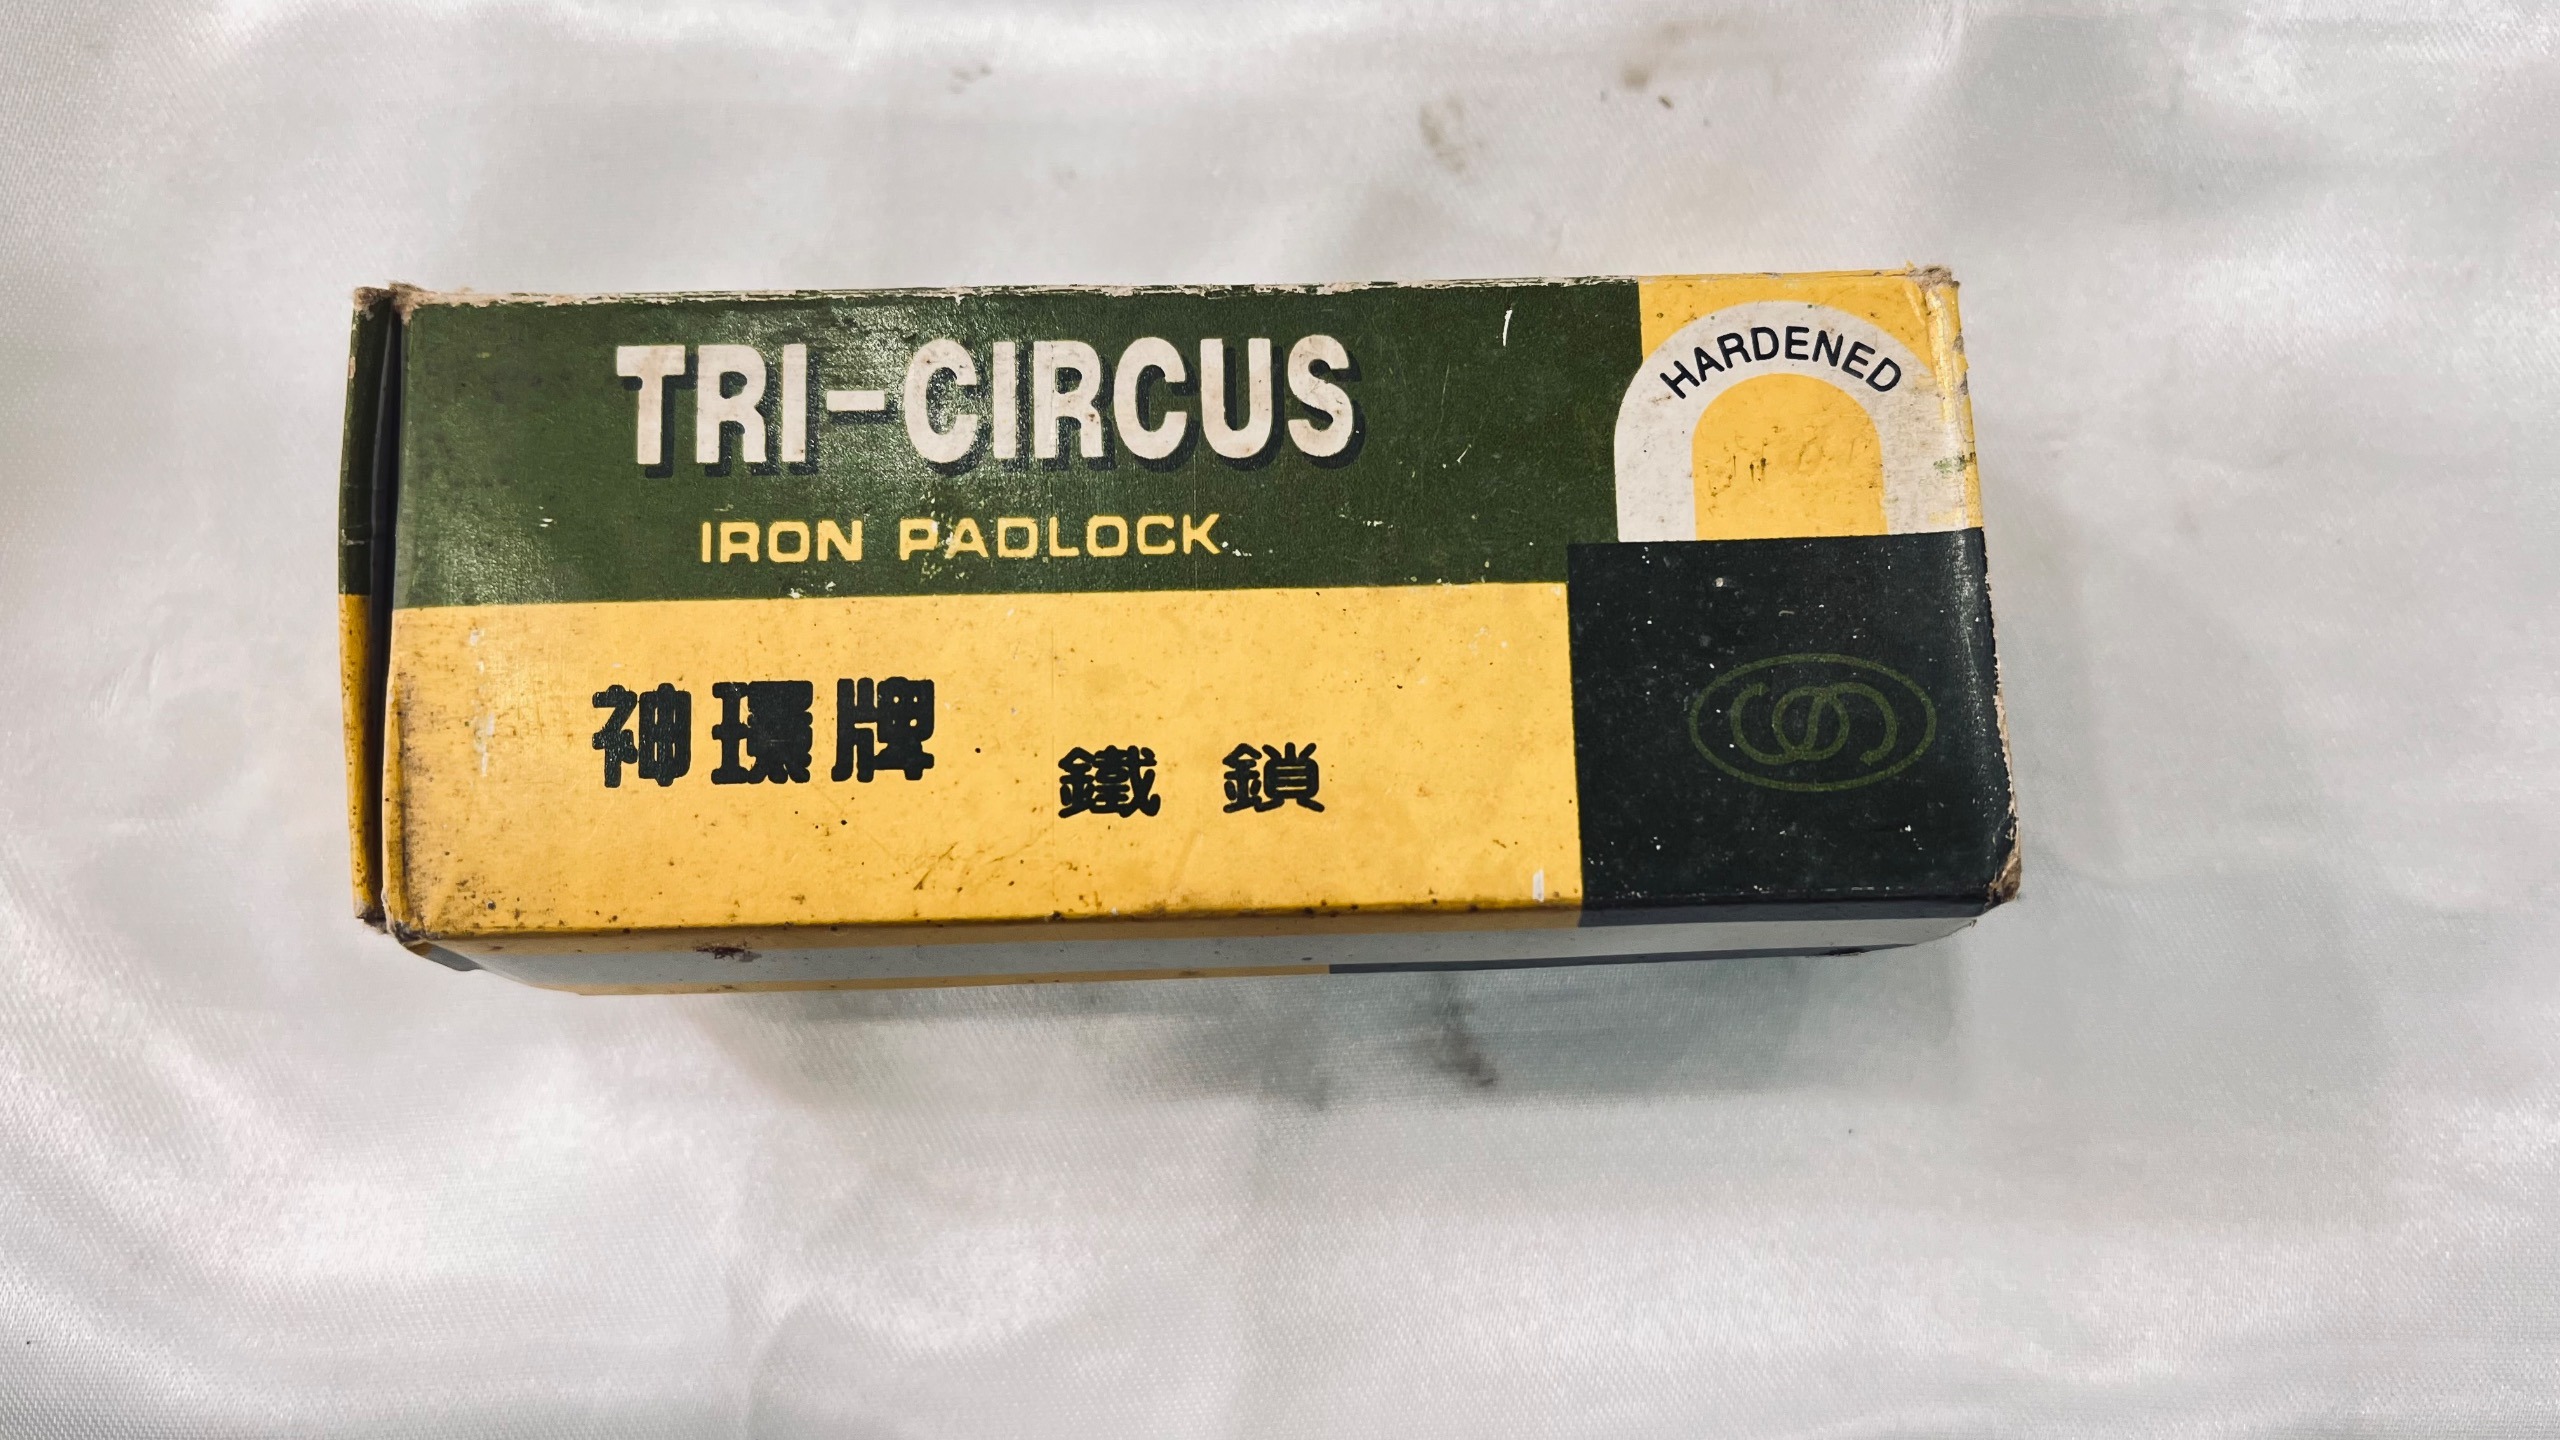 TRI-CIRCUS
IRON PADLOCK
HARDENED
神環牌
鐵鎖